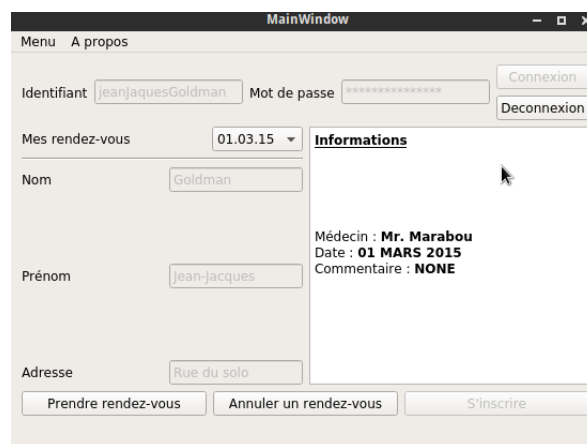 MainWindow
Menu A propos
Connexion
Identifiant jeanJaquesGoldman Mot de passe ***************
Deconnexion
Mes rendez-vous 01.03.15
Informations
Nom Goldman
Médecin : Mr. Marabou
Date : 01 MARS 2015
Commentaire : NONE
Prénom Jean-Jacques
Adresse Rue du solo
Prendre rendez-vous Annuler un rendez-vous S'inscrire